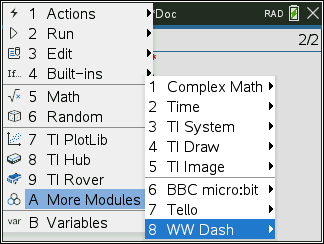 rDoc RAD
2/2
1 Actions
2 Run
3 Edit
If... 4 Built-ins
5 Math
6 Random
7 TI PlotLib
8 TI Hub
9 TI Rover
A More Modules
var B Variables
1 Complex Math
2 Time
3 TI System
4 TI Draw
5 TI Image
6 BBC micro:bit
7 Tello
8 WW Dash